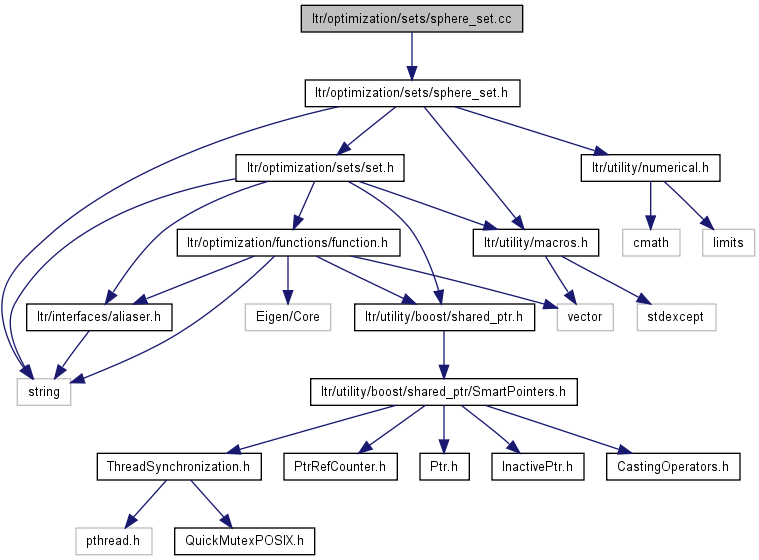 ltr/optimization/sets/sphere_set.cc
ltr/optimization/sets/sphere_set.h
ltr/optimization/sets/set.h
ltr/utility/numerical.h
ltr/optimization/functions/function.h
ltr/utility/macros.h
cmath
limits
ltr/interfaces/aliaser.h
Eigen/Core
ltr/utility/boost/shared_ptr.h
vector
stdexcept
string
ltr/utility/boost/shared_ptr/SmartPointers.h
ThreadSynchronization.h
PtrRefCounter.h
Ptr.h
InactivePtr.h
CastingOperators.h
pthread.h
QuickMutexPOSIX.h